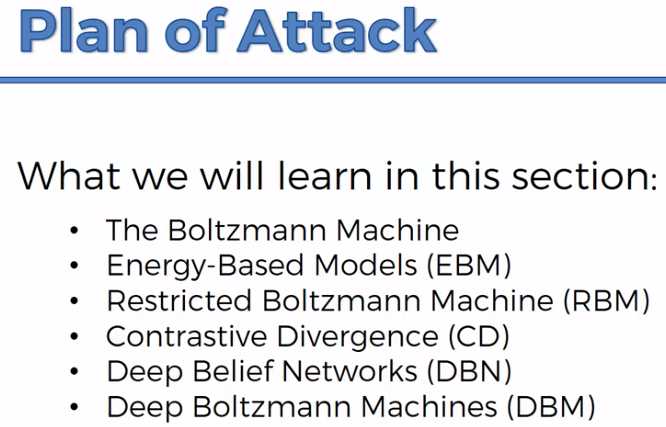 Plan of Attack
What we will learn in this section:
• The Boltzmann Machine
• Energy-Based Models (EBM)
• Restricted Boltzmann Machine (RBM)
• Contrastive Divergence (CD)
• Deep Belief Networks (DBN)
• Deep Boltzmann Machines (DBM)